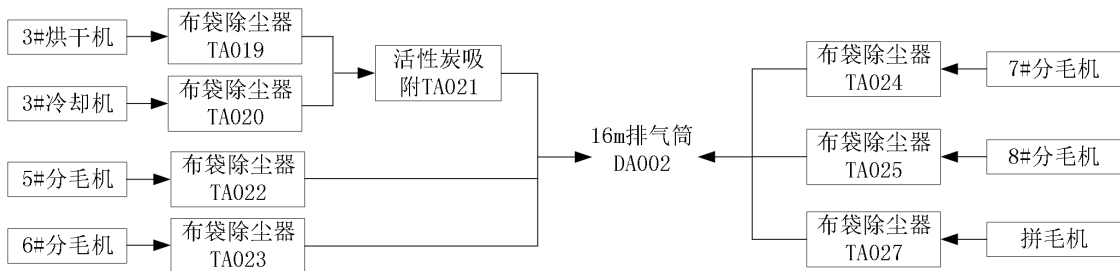 3#烘干机
布袋除尘器
TA019
3#冷却机
布袋除尘器
TA020
活性炭吸
附TA021
5#分毛机
布袋除尘器
TA022
6#分毛机
布袋除尘器
TA023
16m排气筒
DA002
布袋除尘器
TA024
7#分毛机
布袋除尘器
TA025
8#分毛机
布袋除尘器
TA027
拼毛机